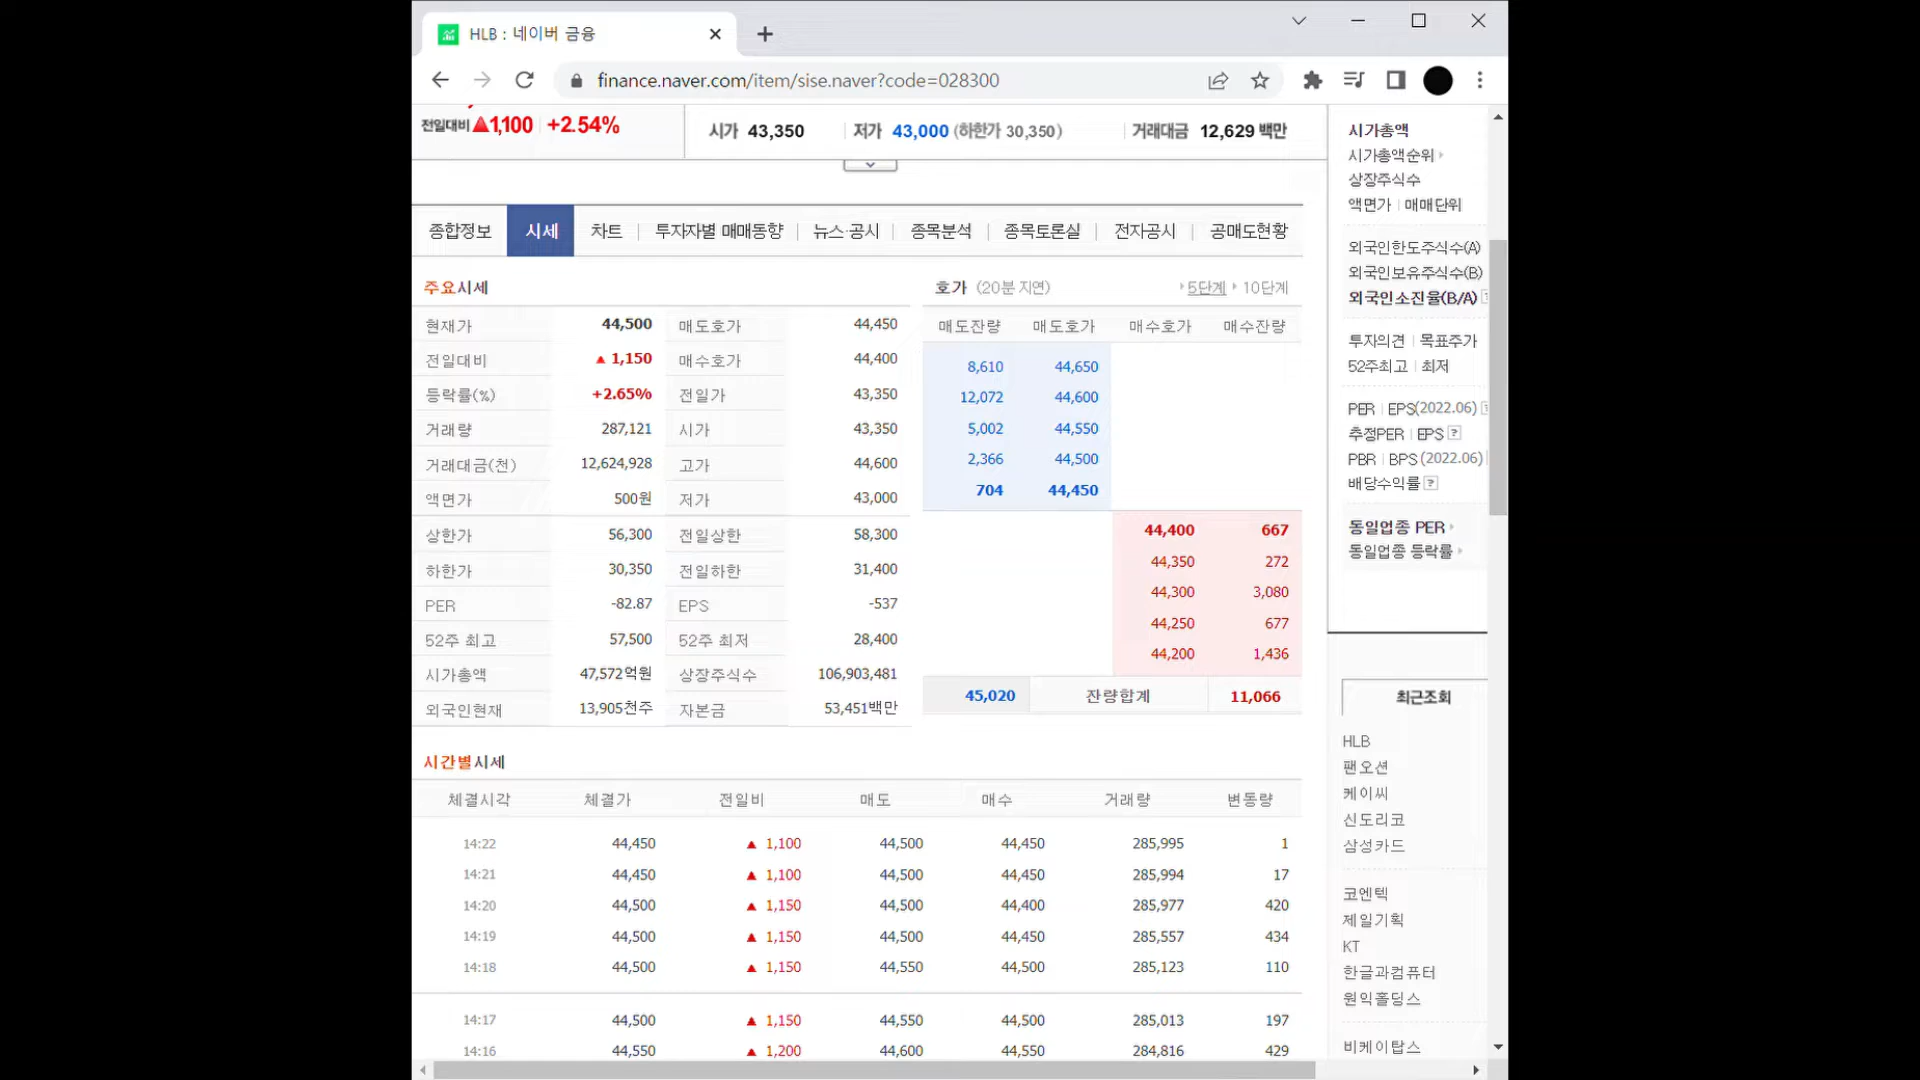 HLB : 네이버 금융
finance.naver.com/item/sise.naver?code=028300
전일대비 ▲1,100 +2.54%
시가 43,350 저가 43,000 (하한가 30,350) 거래대금 12,629 백만
종합정보 시세 차트 투자자별 매매동향 뉴스·공시 종목분석 종목토론실 전자공시 공매도현황
주요시세
현재가 44,500 매도호가 44,450
전일대비 ▲ 1,150 매수호가 44,400
등락률(%) +2.65% 전일가 43,350
거래량 287,121 시가 43,350
거래대금(천) 12,624,928 고가 44,600
액면가 500원 저가 43,000
상한가 56,300 전일상한 58,300
하한가 30,350 전일하한 31,400
PER -82.87 EPS -537
52주 최고 57,500 52주 최저 28,400
시가총액 47,572억원 상장주식수 106,903,481
외국인현재 13,905천주 자본금 53,451백만
호가 (20분 지연) 5단계 10단계
매도잔량 매도호가 매수호가 매수잔량
8,610 44,650
12,072 44,600
5,002 44,550
2,366 44,500
704 44,450
44,400 667
44,350 272
44,300 3,080
44,250 677
44,200 1,436
45,020 잔량합계 11,066
시간별시세
체결시각 체결가 전일비 매도 매수 거래량 변동량
14:22 44,450 ▲ 1,100 44,500 44,450 285,995 1
14:21 44,450 ▲ 1,100 44,500 44,450 285,994 17
14:20 44,500 ▲ 1,150 44,500 44,400 285,977 420
14:19 44,500 ▲ 1,150 44,500 44,450 285,557 434
14:18 44,500 ▲ 1,150 44,550 44,500 285,123 110
14:17 44,500 ▲ 1,150 44,550 44,500 285,013 197
14:16 44,550 ▲ 1,200 44,600 44,550 284,816 429
시가총액
시가총액순위
상장주식수
액면가 매매단위
외국인한도주식수(A)
외국인보유주식수(B)
외국인소진율(B/A) ?
투자의견 목표주가
52주최고 최저
PER EPS(2022.06) ?
추정PER EPS ?
PBR BPS (2022.06)
배당수익률 ?
동일업종 PER
동일업종 등락률
최근조회
HLB
팬오션
케이씨
신도리코
삼성카드
코엔텍
제일기획
KT
한글과컴퓨터
원익홀딩스
비케이탑스